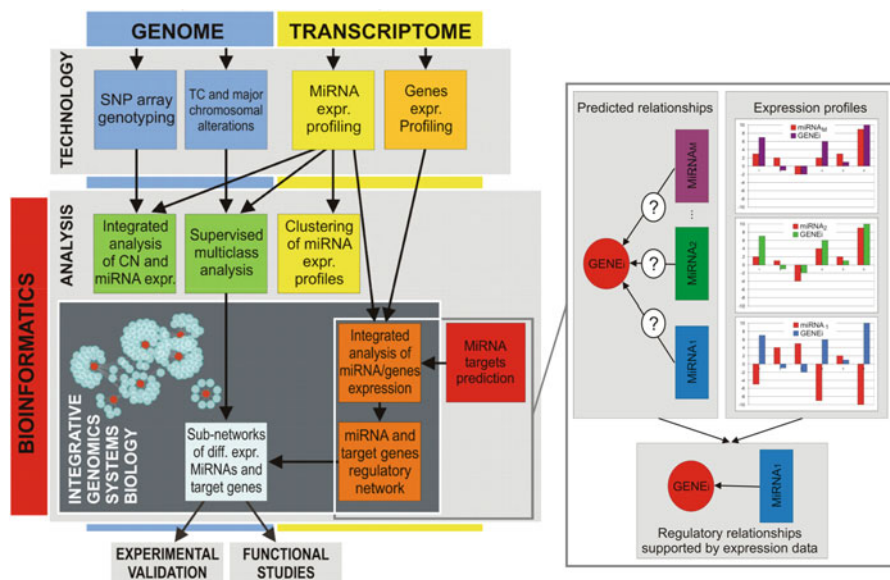 GENOME
TRANSCRIPTOME
TECHNOLOGY
SNP array
genotyping
TC and major
chromosomal
alterations
MiRNA
expr.
profiling
Genes
expr.
Profiling
BIOINFORMATICS
ANALYSIS
Integrated
analysis
of CN and
miRNA expr.
Supervised
multiclass
analysis
Clustering
of miRNA
expr.
profiles
INTEGRATIVE
GENOMICS
SYSTEMS
BIOLOGY
Integrated
analysis of
miRNA/genes
expression
MiRNA
targets
prediction
Sub-networks
of diff. expr.
MiRNAs and
target genes
miRNA and
target genes
regulatory
network
EXPERIMENTAL
VALIDATION
FUNCTIONAL
STUDIES
Predicted relationships
MiRNAM
...
MiRNA2
MiRNA1
?
?
?
GENEi
Expression profiles
miRNAM
GENEi
miRNA2
GENEi
miRNA1
GENEi
GENEi
MiRNA1
Regulatory relationships
supported by expression data